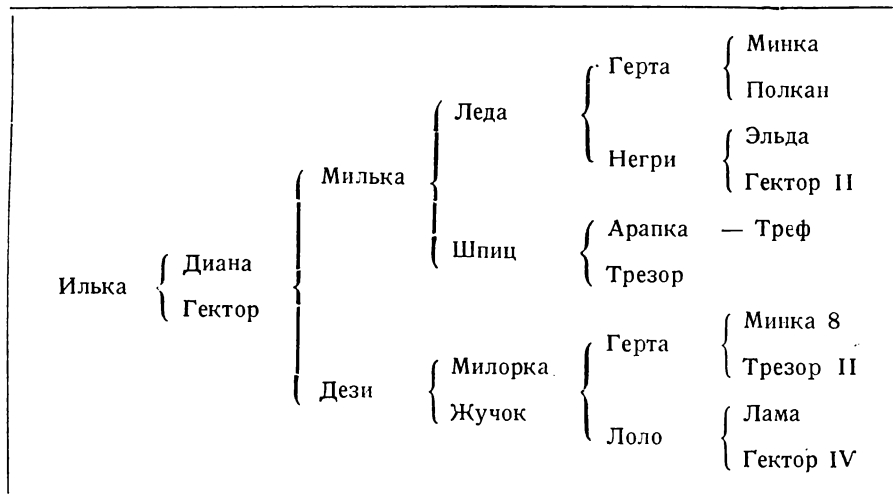 Минка
Герта
Полкан
Леда
Эльда
Негри
Гектор II
Милька
Арапка — Треф
Шпиц
Трезор
Диана
Илька
Гектор
Минка 8
Герта
Трезор II
Милорка
Дези
Жучок
Лама
Лоло
Гектор IV